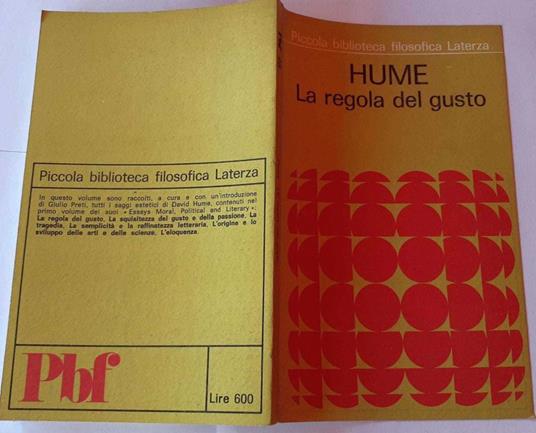 Piccola biblioteca filosofica Laterza
In questo volume sono raccolti, a cura e con un'introduzione
di Giulio Preti, tutti i saggi estetici di David Hume, contenuti nel
primo volume dei suoi « Essays Moral, Political and Literary »:
La regola del gusto, La squisitezza del gusto e della passione, La
tragedia, La semplicità e la raffinatezza letteraria, L'origine e lo
sviluppo delle arti e delle scienze, L'eloquenza.
Pbf
Lire 600
Piccola biblioteca filosofica Laterza
HUME
La regola del gusto